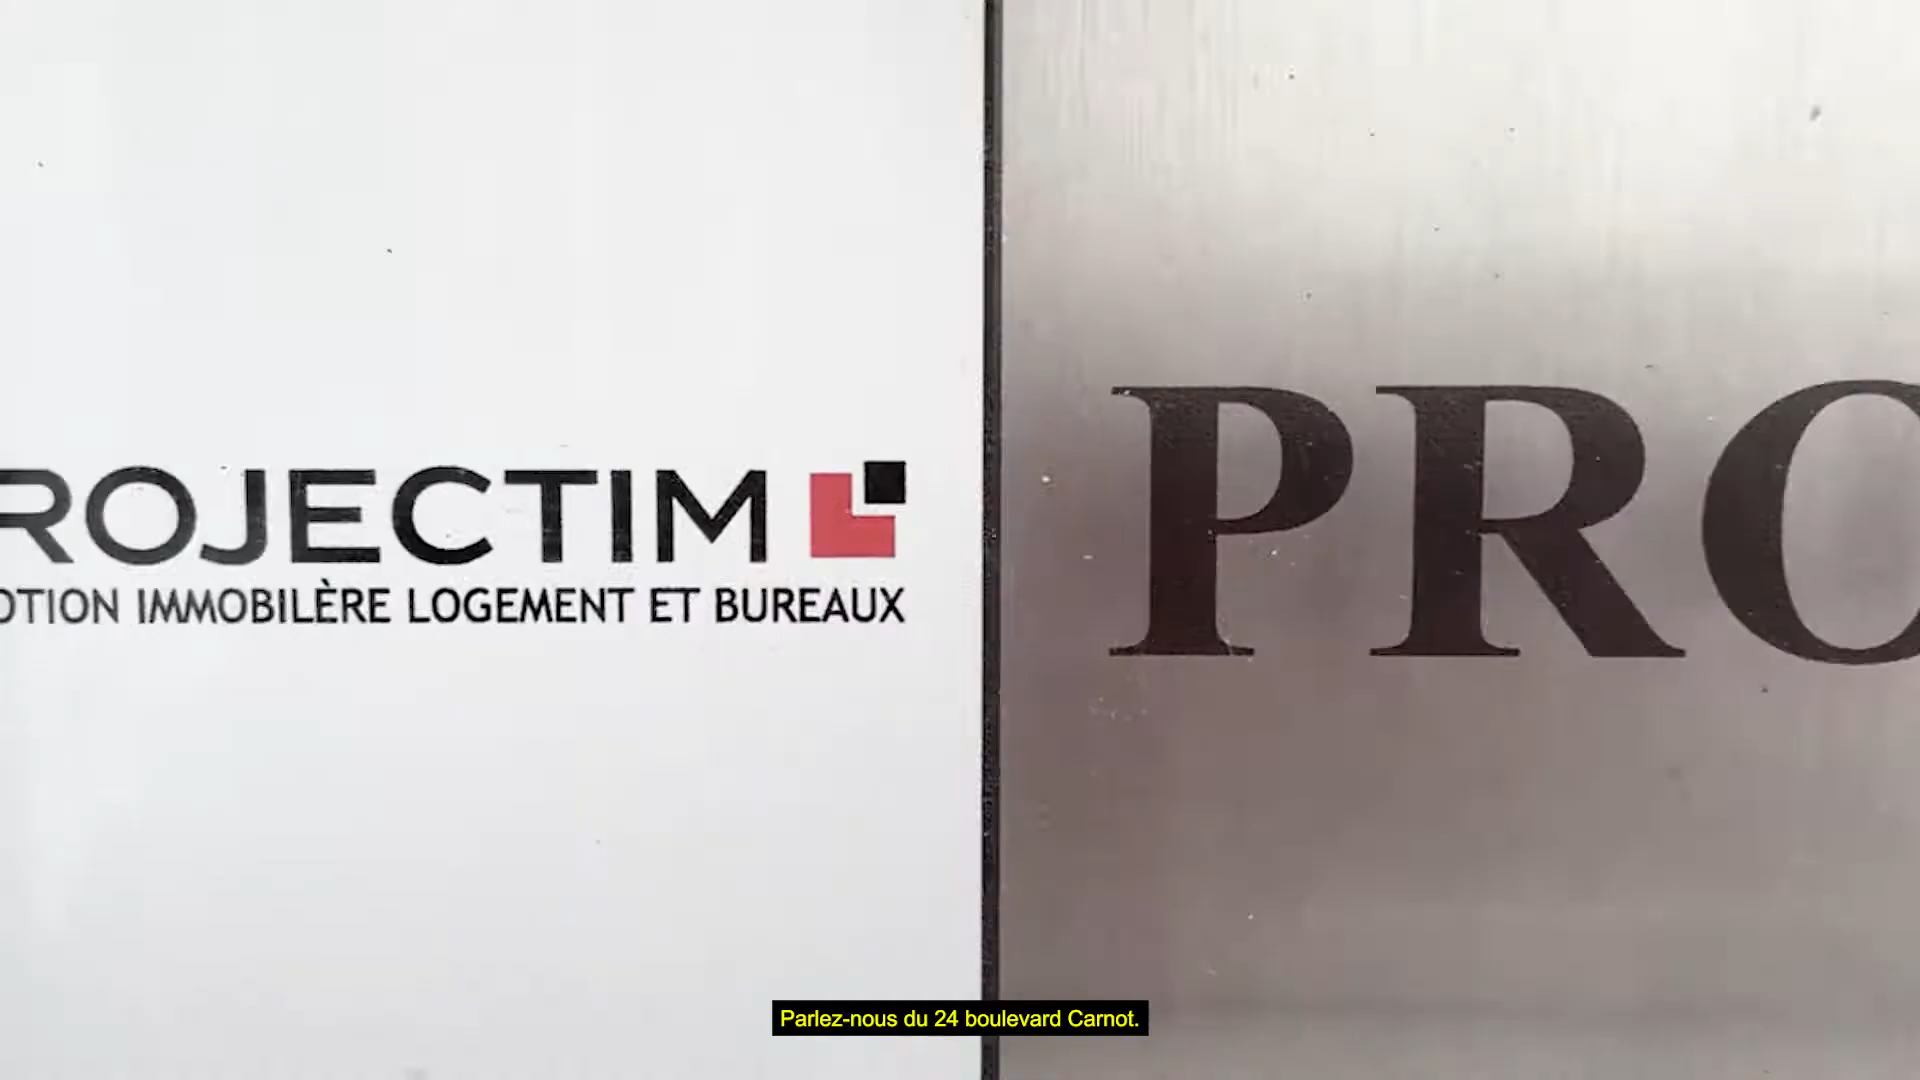 ROJECTIM
OTION IMMOBILÈRE LOGEMENT ET BUREAUX
PRO
Parlez-nous du 24 boulevard Carnot.